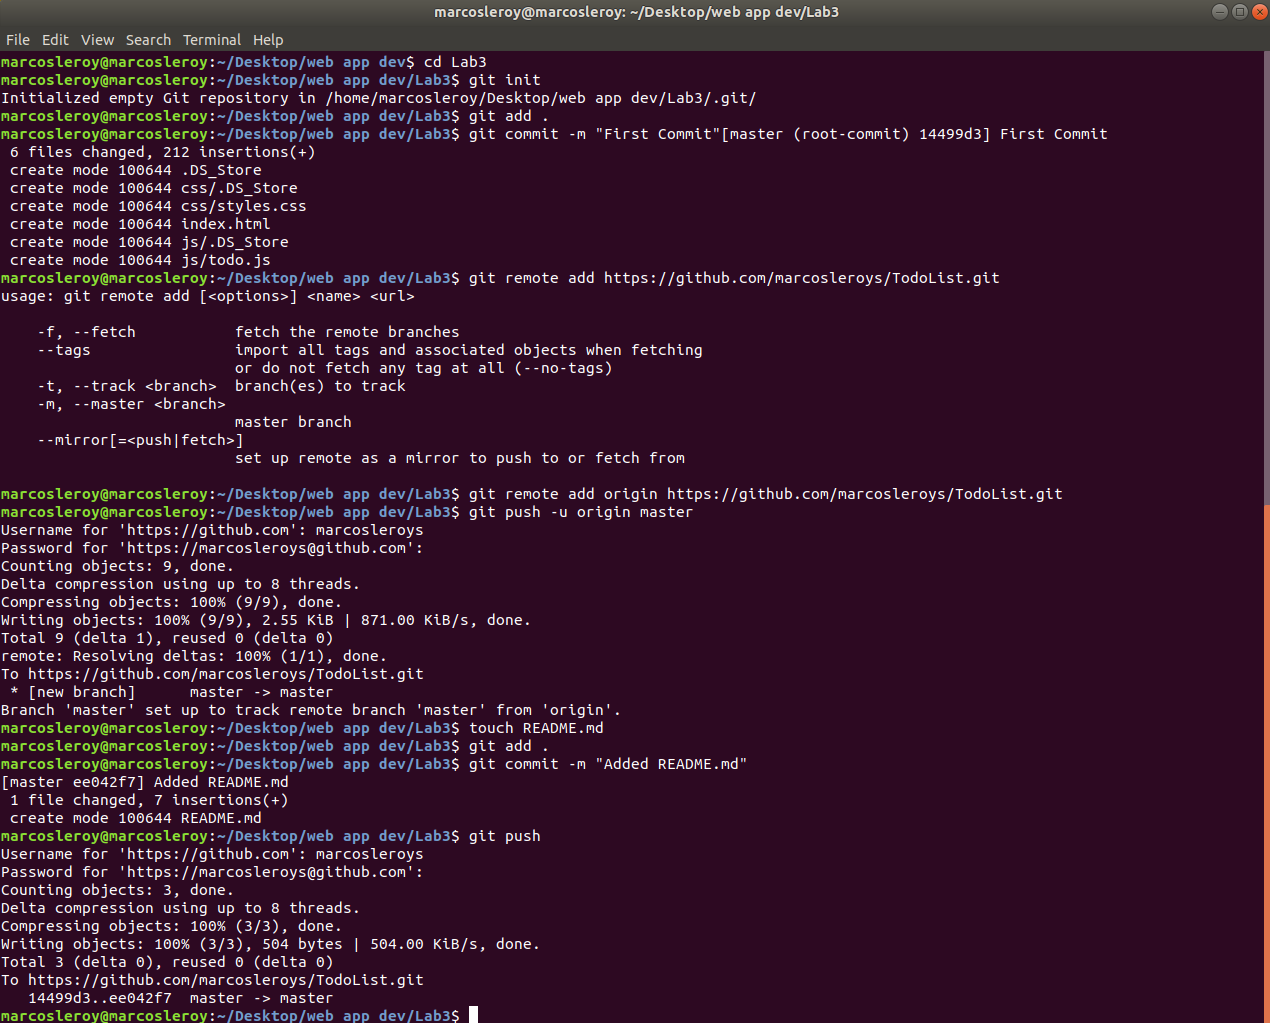 marcosleroy@marcosleroy: ~/Desktop/web app dev/Lab3
File Edit View Search Terminal Help
marcosleroy@marcosleroy:~/Desktop/web app dev$ cd Lab3
marcosleroy@marcosleroy:~/Desktop/web app dev/Lab3$ git init
Initialized empty Git repository in /home/marcosleroy/Desktop/web app dev/Lab3/.git/
marcosleroy@marcosleroy:~/Desktop/web app dev/Lab3$ git add .
marcosleroy@marcosleroy:~/Desktop/web app dev/Lab3$ git commit -m "First Commit"[master (root-commit) 14499d3] First Commit
 6 files changed, 212 insertions(+)
 create mode 100644 .DS_Store
 create mode 100644 css/.DS_Store
 create mode 100644 css/styles.css
 create mode 100644 index.html
 create mode 100644 js/.DS_Store
 create mode 100644 js/todo.js
marcosleroy@marcosleroy:~/Desktop/web app dev/Lab3$ git remote add https://github.com/marcosleroys/TodoList.git
usage: git remote add [<options>] <name> <url>

    -f, --fetch           fetch the remote branches
    --tags                import all tags and associated objects when fetching
                          or do not fetch any tag at all (--no-tags)
    -t, --track <branch>  branch(es) to track
    -m, --master <branch>
                          master branch
    --mirror[=<push|fetch>]
                          set up remote as a mirror to push to or fetch from

marcosleroy@marcosleroy:~/Desktop/web app dev/Lab3$ git remote add origin https://github.com/marcosleroys/TodoList.git
marcosleroy@marcosleroy:~/Desktop/web app dev/Lab3$ git push -u origin master
Username for 'https://github.com': marcosleroys
Password for 'https://marcosleroys@github.com':
Counting objects: 9, done.
Delta compression using up to 8 threads.
Compressing objects: 100% (9/9), done.
Writing objects: 100% (9/9), 2.55 KiB | 871.00 KiB/s, done.
Total 9 (delta 1), reused 0 (delta 0)
remote: Resolving deltas: 100% (1/1), done.
To https://github.com/marcosleroys/TodoList.git
 * [new branch]      master -> master
Branch 'master' set up to track remote branch 'master' from 'origin'.
marcosleroy@marcosleroy:~/Desktop/web app dev/Lab3$ touch README.md
marcosleroy@marcosleroy:~/Desktop/web app dev/Lab3$ git add .
marcosleroy@marcosleroy:~/Desktop/web app dev/Lab3$ git commit -m "Added README.md"
[master ee042f7] Added README.md
 1 file changed, 7 insertions(+)
 create mode 100644 README.md
marcosleroy@marcosleroy:~/Desktop/web app dev/Lab3$ git push
Username for 'https://github.com': marcosleroys
Password for 'https://marcosleroys@github.com':
Counting objects: 3, done.
Delta compression using up to 8 threads.
Compressing objects: 100% (3/3), done.
Writing objects: 100% (3/3), 504 bytes | 504.00 KiB/s, done.
Total 3 (delta 0), reused 0 (delta 0)
To https://github.com/marcosleroys/TodoList.git
   14499d3..ee042f7  master -> master
marcosleroy@marcosleroy:~/Desktop/web app dev/Lab3$